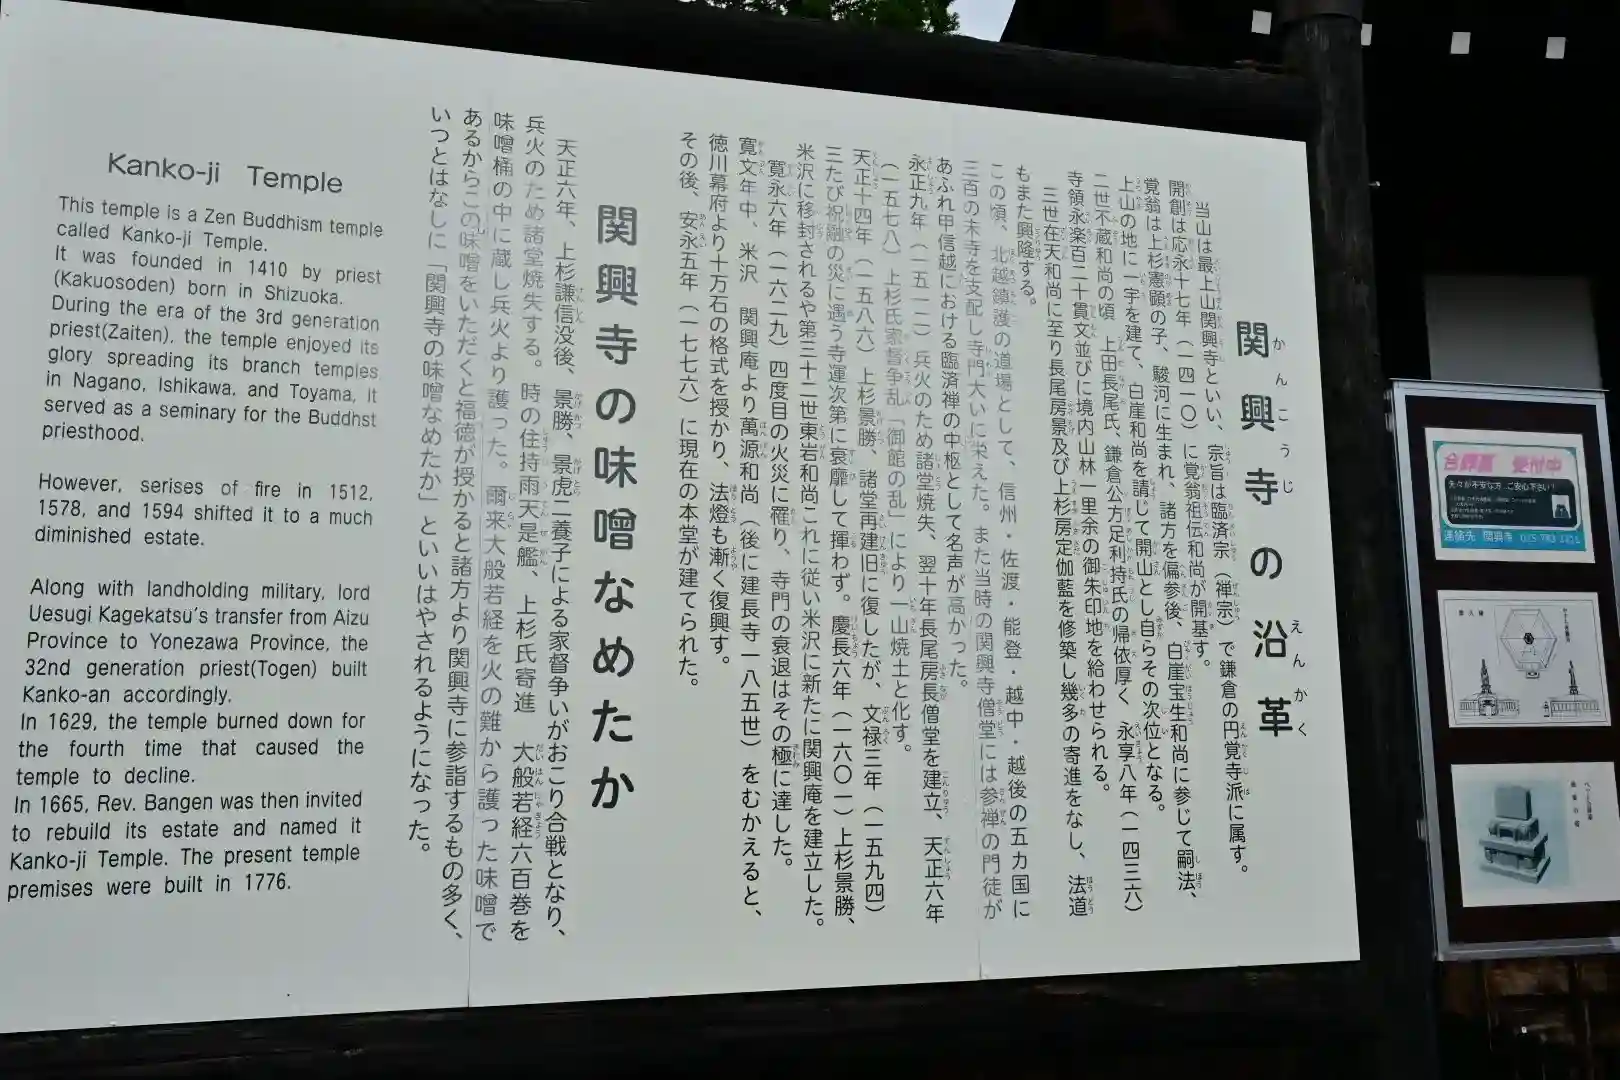 関興寺の沿革
かんこうじ えんかく
当山は最上山関興寺といい、宗旨は臨済宗（禅宗）で鎌倉の円覚寺派に属す。
開創は応永十七年（一四一〇）に覚翁祖伝和尚が開基す。
覚翁は上杉憲顕の子、駿河に生まれ、諸方を偏参後、白崖宝生和尚に参じて嗣法、
上山の地に一宇を建て、白崖和尚を請じて開山とし自らその次位となる。
二世不蔵和尚の頃 上田長尾氏、鎌倉公方足利持氏の帰依厚く 永享八年（一四三六）
寺領永楽百二十貫文並びに境内山林一里余の御朱印地を給わせられる。
三世在天和尚に至り長尾房景及び上杉房定伽藍を修築し幾多の寄進をなし、法道
もまた興隆する。
この頃、北越鎮護の道場として、信州・佐渡・能登・越中・越後の五カ国に
三百の末寺を支配し寺門大いに栄えた。また当時の関興寺僧堂には参禅の門徒が
あふれ甲信越における臨済禅の中枢として名声が高かった。
永正九年（一五一二）兵火のため諸堂焼失、翌十年長尾房長僧堂を建立、天正六年
（一五七八）上杉氏家督争乱「御館の乱」により一山焼土と化す。
天正十四年（一五八六）上杉景勝、諸堂再建旧に復したが、文禄三年（一五九四）
三たび祝融の災に遇う寺運次第に衰靡して揮わず。慶長六年（一六〇一）上杉景勝、
米沢に移封されるや第三十二世東岩和尚これに従い米沢に新たに関興庵を建立した。
寛永六年（一六二九）四度目の火災に罹り、寺門の衰退はその極に達した。
寛文年中、米沢 関興庵より萬源和尚（後に建長寺一八五世）をむかえると、
徳川幕府より十万石の格式を授かり、法燈も漸く復興す。
その後、安永五年（一七七六）に現在の本堂が建てられた。
関興寺の味噌なめたか
天正六年、上杉謙信没後、景勝、景虎二養子による家督争いがおこり合戦となり、
兵火のため諸堂焼失する。時の住持雨天是鑑、上杉氏寄進 大般若経六百巻を
味噌桶の中に蔵し兵火より護った。爾来大般若経を火の難から護った味噌で
あるからこの味噌をいただくと福徳が授かると諸方より関興寺に参詣するもの多く、
いつとはなしに「関興寺の味噌なめたか」といいはやされるようになった。
Kanko-ji Temple
This temple is a Zen Buddhism temple
called Kanko-ji Temple.
It was founded in 1410 by priest
(Kakuosoden) born in Shizuoka.
During the era of the 3rd generation
priest(Zaiten), the temple enjoyed its
glory spreading its branch temples
in Nagano, Ishikawa, and Toyama, It
served as a seminary for the Buddhst
priesthood.
However, serises of fire in 1512,
1578, and 1594 shifted it to a much
diminished estate.
Along with landholding military, lord
Uesugi Kagekatsu's transfer from Aizu
Province to Yonezawa Province, the
32nd generation priest(Togen) built
Kanko-an accordingly.
In 1629, the temple burned down for
the fourth time that caused the
temple to decline.
In 1665, Rev. Bangen was then invited
to rebuild its estate and named it
Kanko-ji Temple. The present temple
premises were built in 1776.
受付中
連絡先 関興寺